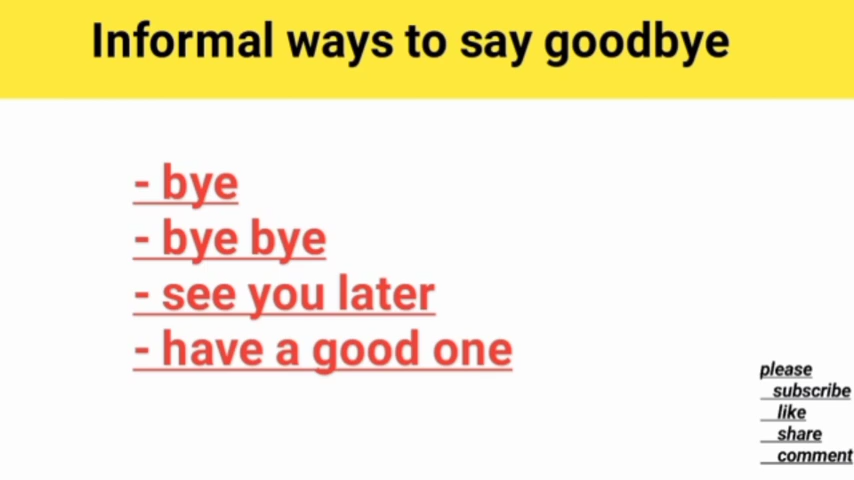 Informal ways to say goodbye
- bye
- bye bye
- see you later
- have a good one
please
subscribe
like
share
comment